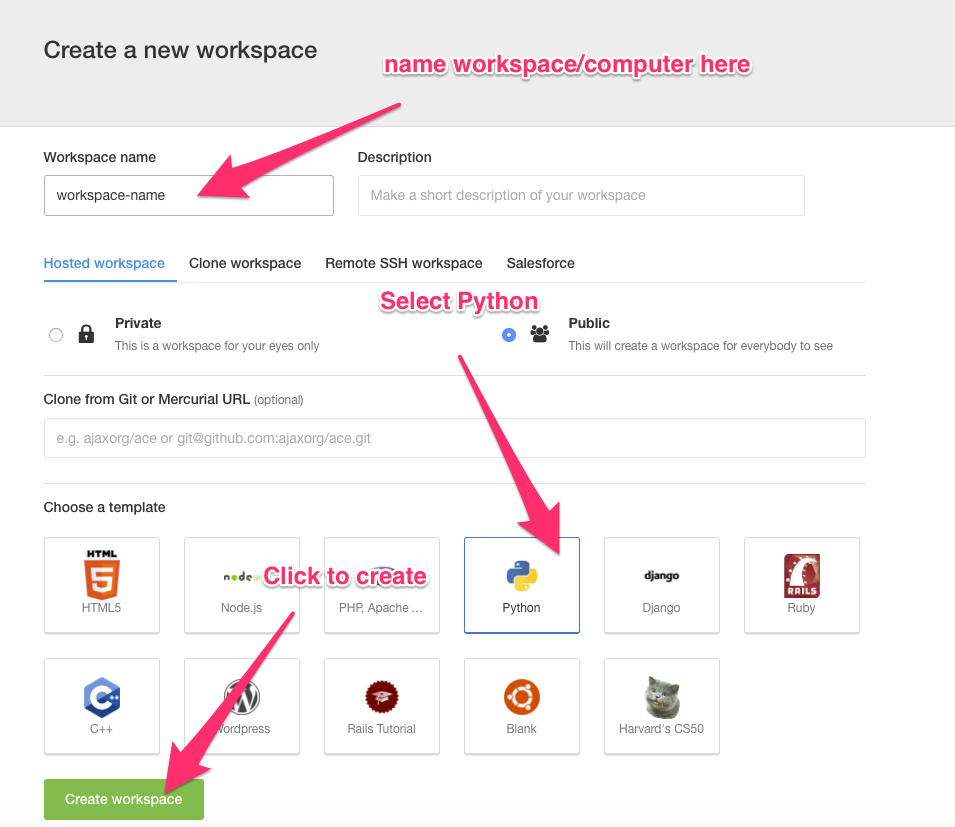 Create a new workspace
name workspace/computer here
Workspace name
Description
workspace-name
Make a short description of your workspace
Hosted workspace
Clone workspace
Remote SSH workspace
Salesforce
Select Python
Private
This is a workspace for your eyes only
Public
This will create a workspace for everybody to see
Clone from Git or Mercurial URL (optional)
e.g. ajaxorg/ace or git@github.com:ajaxorg/ace.git
Choose a template
HTML
5
HTML5
node
Node.js
Click to create
PHP, Apache ...
Python
django
Django
RAILS
Ruby
C++
C++
Wordpress
Rails Tutorial
Blank
Harvard's CS50
Create workspace